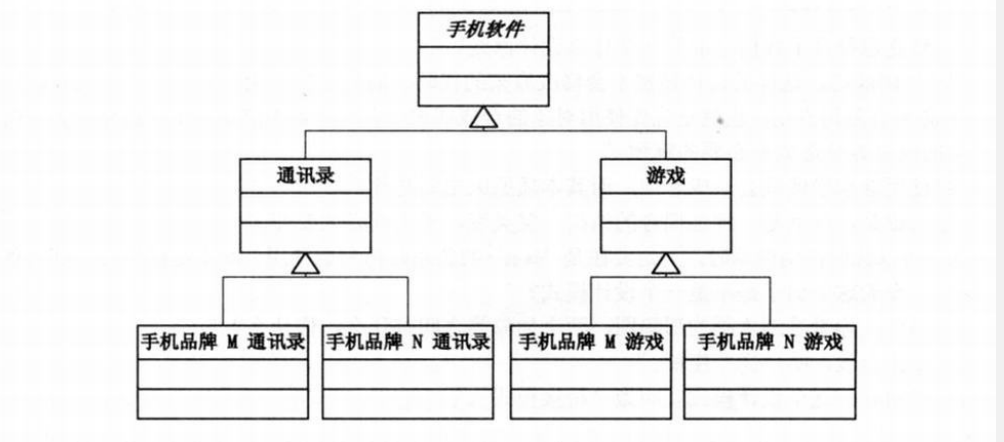 手机软件
通讯录
游戏
手机品牌 M 通讯录
手机品牌 N 通讯录
手机品牌 M 游戏
手机品牌 N 游戏